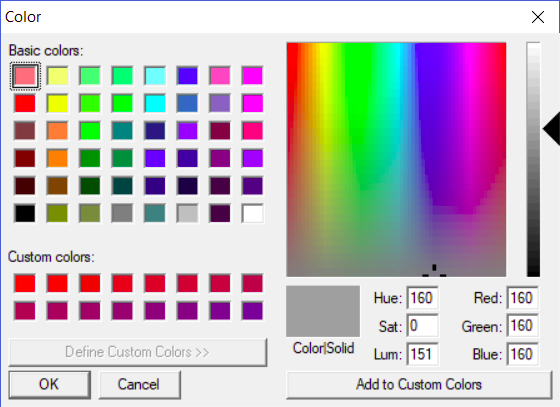 Color
Basic colors:
Custom colors:
Define Custom Colors >>
OK
Cancel
Color|Solid
Hue: 160
Sat: 0
Lum: 151
Red: 160
Green: 160
Blue: 160
Add to Custom Colors